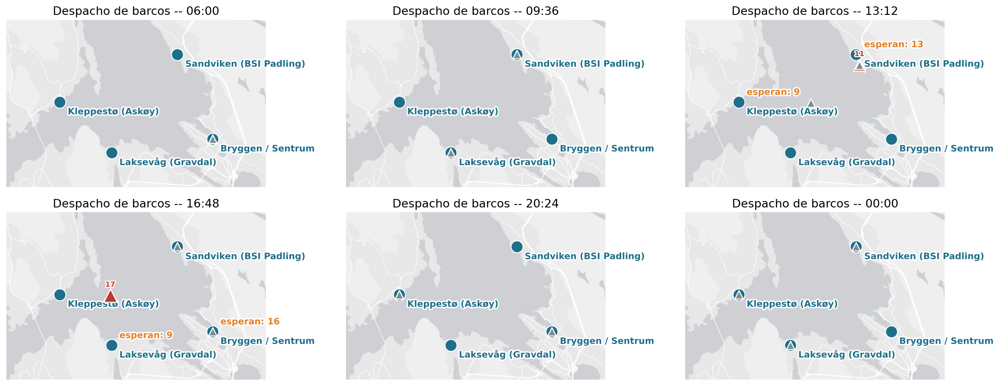 Despacho de barcos -- 06:00
Sandviken (BSI Padling)
Kleppestø (Askøy)
Bryggen / Sentrum
Laksevåg (Gravdal)
Despacho de barcos -- 09:36
Sandviken (BSI Padling)
Kleppestø (Askøy)
Bryggen / Sentrum
Laksevåg (Gravdal)
Despacho de barcos -- 13:12
esperan: 13
11
Sandviken (BSI Padling)
esperan: 9
Kleppestø (Askøy)
Bryggen / Sentrum
Laksevåg (Gravdal)
Despacho de barcos -- 16:48
Sandviken (BSI Padling)
17
Kleppestø (Askøy)
esperan: 16
esperan: 9
Bryggen / Sentrum
Laksevåg (Gravdal)
Despacho de barcos -- 20:24
Sandviken (BSI Padling)
Kleppestø (Askøy)
Bryggen / Sentrum
Laksevåg (Gravdal)
Despacho de barcos -- 00:00
Sandviken (BSI Padling)
Kleppestø (Askøy)
Bryggen / Sentrum
Laksevåg (Gravdal)